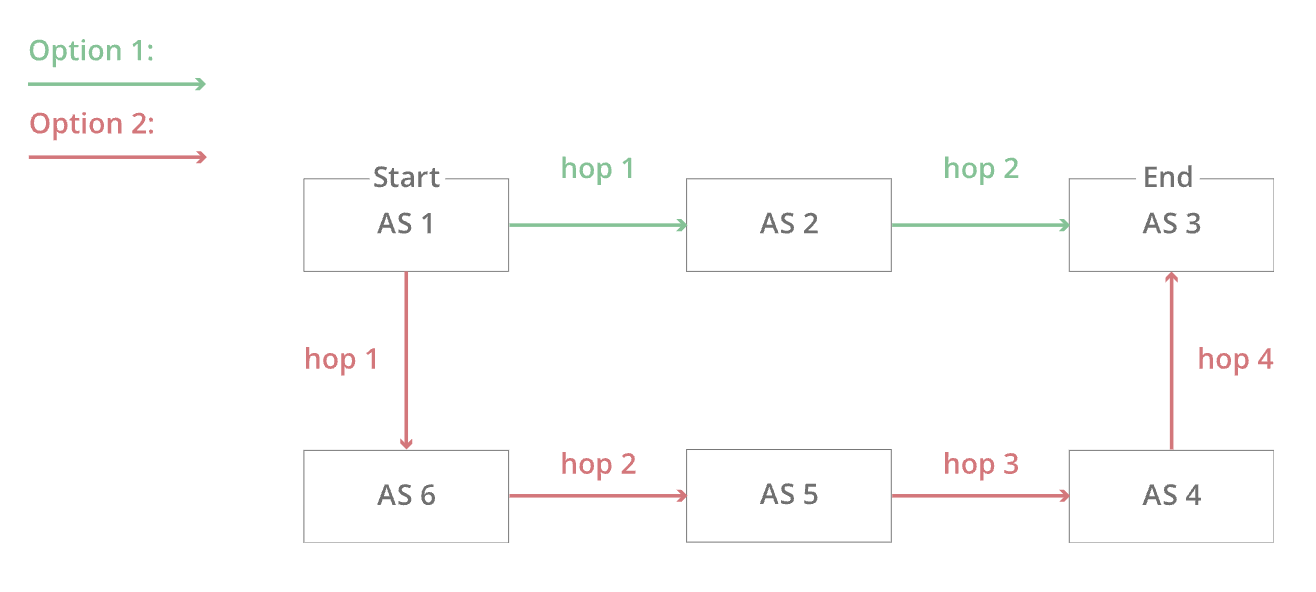 Option 1:
Option 2:
hop 1
hop 2
Start
End
AS 1
AS 2
AS 3
hop 1
hop 4
hop 2
hop 3
AS 6
AS 5
AS 4